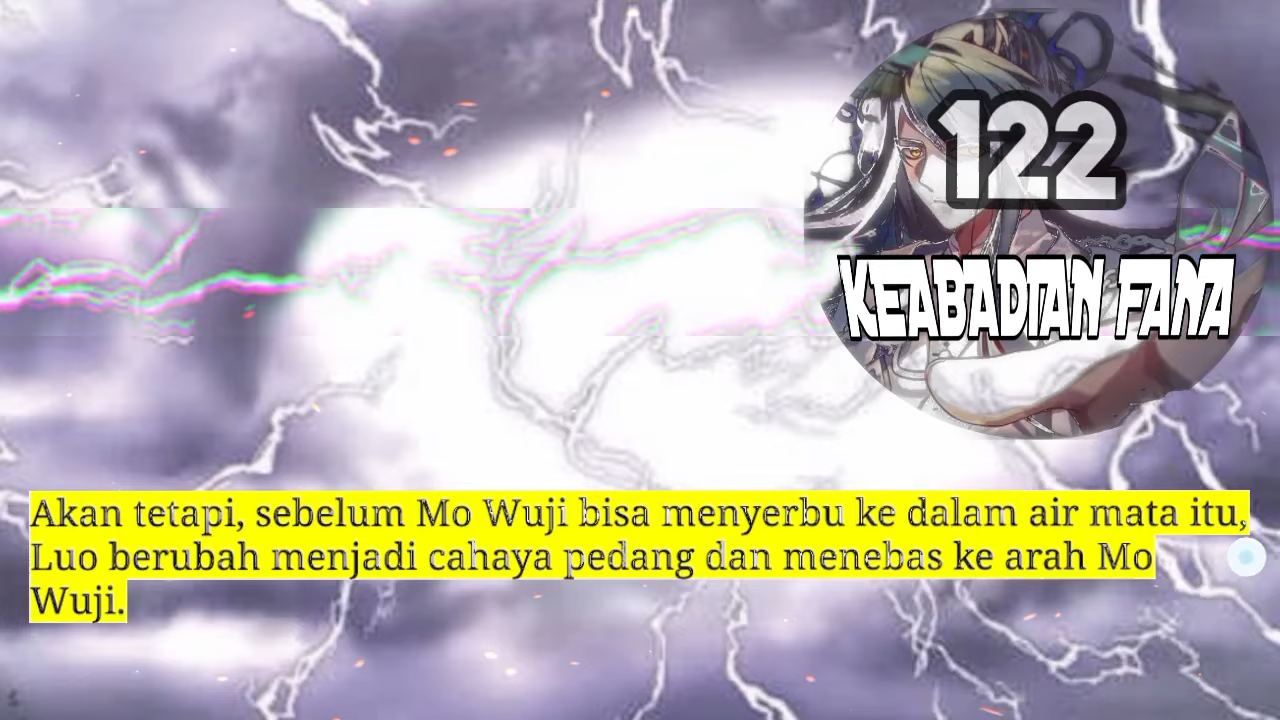 122
KEABADIAN FANA
Akan tetapi, sebelum Mo Wuji bisa menyerbu ke dalam air mata itu,
Luo berubah menjadi cahaya pedang dan menebas ke arah Mo
Wuji.